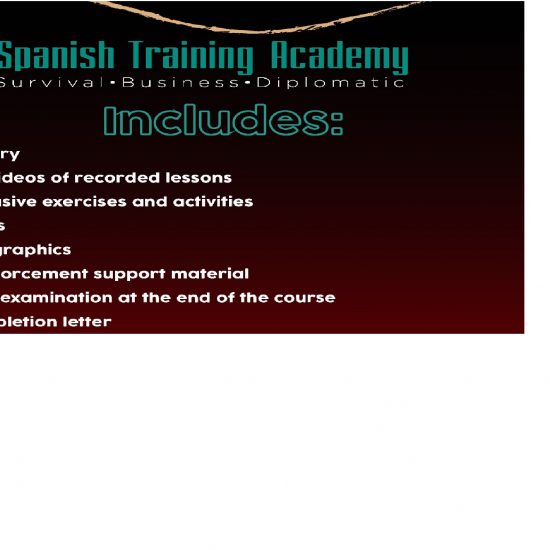 Spanish Training Academy
Survival•Business•Diplomatic
Includes:
ry
ideos of recorded lessons
sive exercises and activities
s
graphics
orcement support material
examination at the end of the course
pletion letter